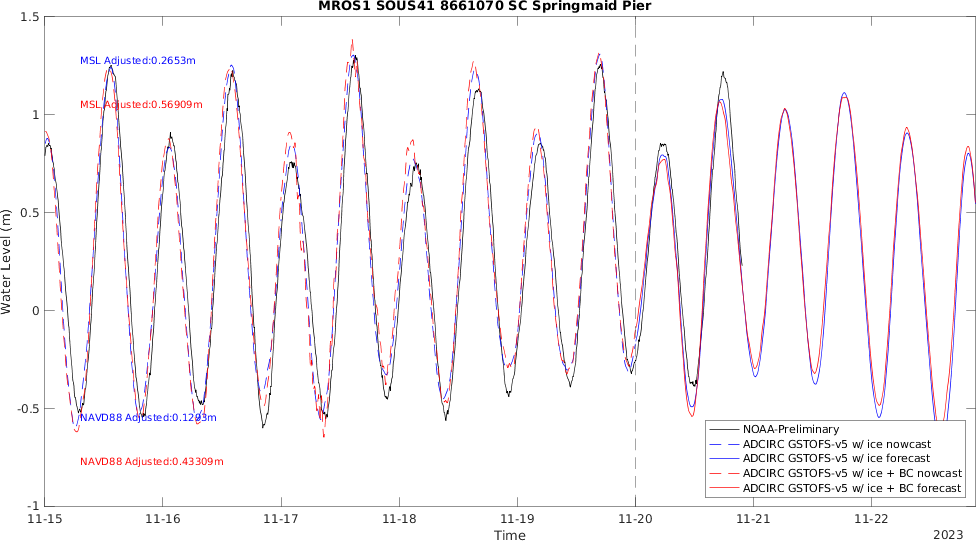 MROS1 SOUS41 8661070 SC Springmaid Pier
1.5
1
0.5
0
-0.5
-1
Water Level (m)
MSL Adjusted:0.2653m
MSL Adjusted:0.56909m
NAVD88 Adjusted:0.1293m
NAVD88 Adjusted:0.43309m
NOAA-Preliminary
ADCIRC GSTOFS-v5 w/ ice nowcast
ADCIRC GSTOFS-v5 w/ ice forecast
ADCIRC GSTOFS-v5 w/ ice + BC nowcast
ADCIRC GSTOFS-v5 w/ ice + BC forecast
11-15 11-16 11-17 11-18 11-19 11-20 11-21 11-22
Time
2023